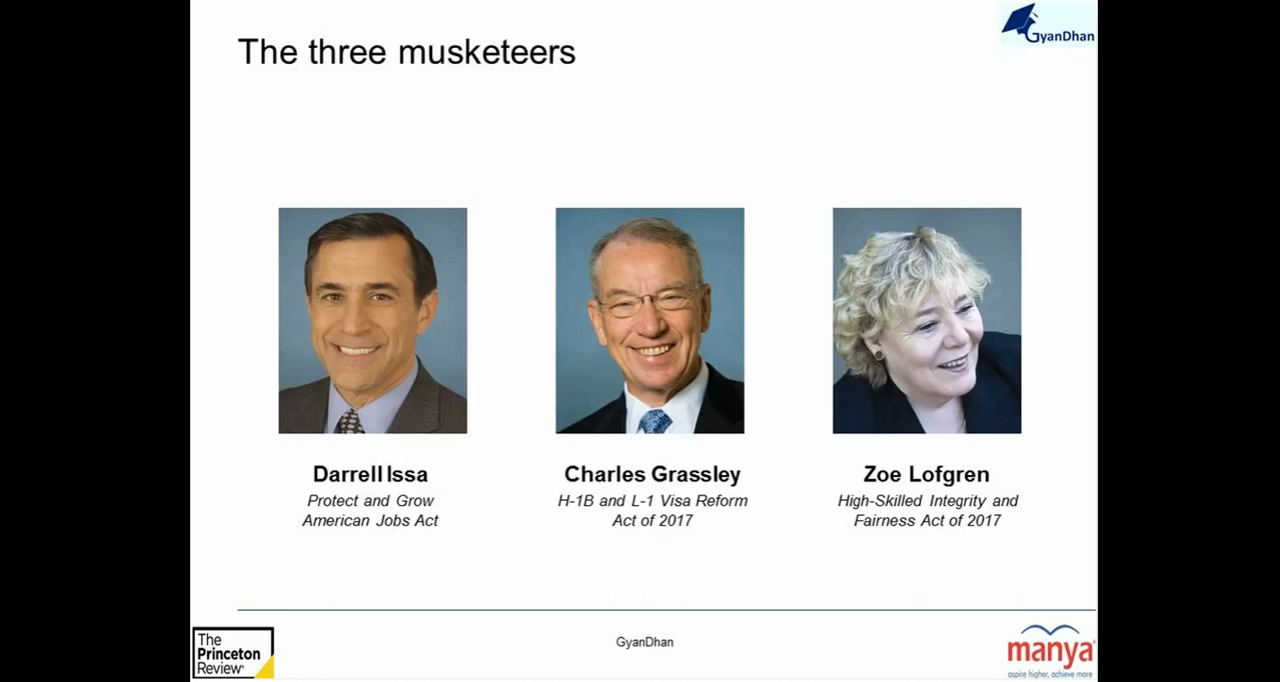 GyanDhan
The three musketeers
Darrell Issa
Protect and Grow
American Jobs Act
Charles Grassley
H-1B and L-1 Visa Reform
Act of 2017
Zoe Lofgren
High-Skilled Integrity and
Fairness Act of 2017
The
Princeton
Review
GyanDhan
manya
aspire higher, achieve more